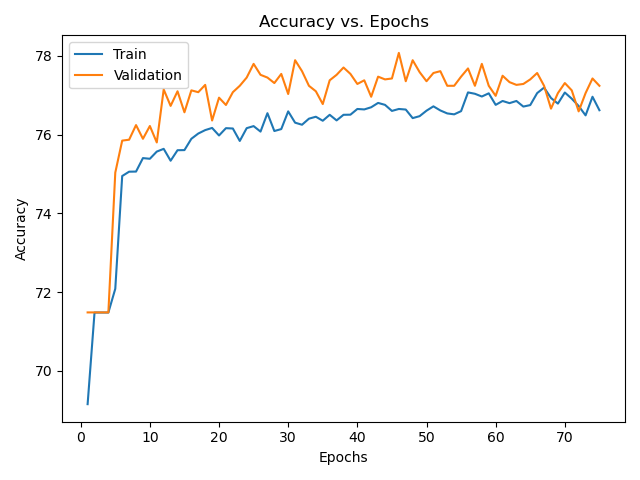 Accuracy vs. Epochs
Train
Validation
78
76
74
72
70
Accuracy
0 10 20 30 40 50 60 70
Epochs